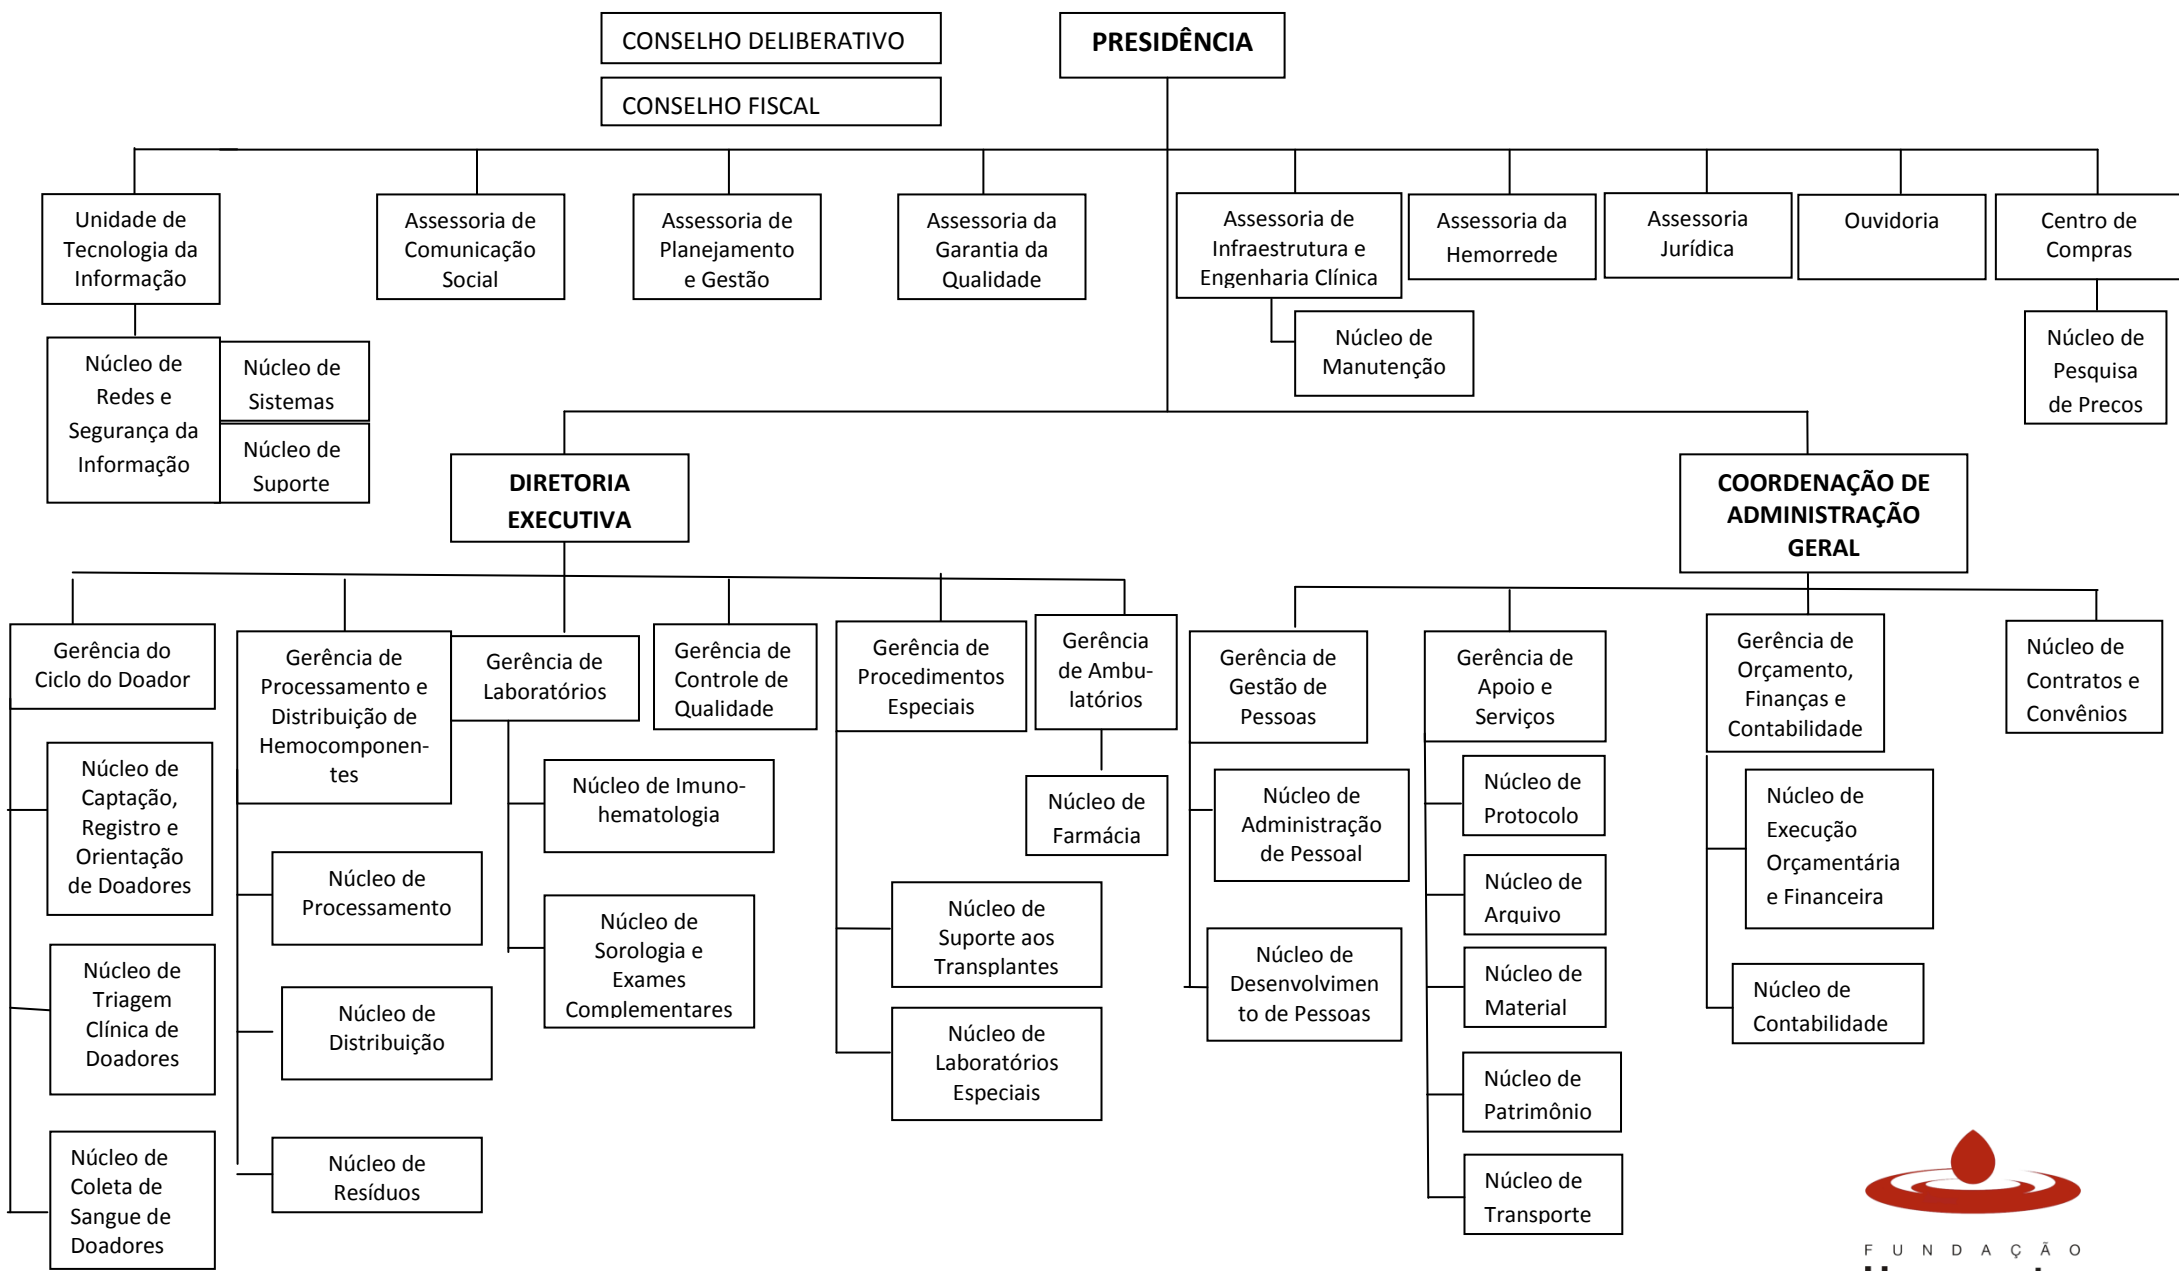 CONSELHO DELIBERATIVO
PRESIDÊNCIA
CONSELHO FISCAL
Unidade de
Tecnologia da
Informação
Assessoria de
Comunicação
Social
Assessoria de
Planejamento
e Gestão
Assessoria da
Garantia da
Qualidade
Assessoria de
Infraestrutura e
Engenharia Clínica
Assessoria da
Hemorrede
Assessoria
Jurídica
Ouvidoria
Centro de
Compras
Núcleo de
Redes e
Segurança da
Informação
Núcleo de
Sistemas
Núcleo de
Suporte
Núcleo de
Manutenção
Núcleo de
Pesquisa
de Preços
DIRETORIA
EXECUTIVA
COORDENAÇÃO DE
ADMINISTRAÇÃO
GERAL
Gerência do
Ciclo do Doador
Gerência de
Processamento e
Distribuição de
Hemocomponen-
tes
Gerência de
Laboratórios
Gerência de
Controle de
Qualidade
Gerência de
Procedimentos
Especiais
Gerência
de Ambu-
latórios
Gerência de
Gestão de
Pessoas
Gerência de
Apoio e
Serviços
Gerência de
Orçamento,
Finanças e
Contabilidade
Núcleo de
Contratos e
Convênios
Núcleo de
Captação,
Registro e
Orientação
de Doadores
Núcleo de
Triagem
Clínica de
Doadores
Núcleo de
Coleta de
Sangue de
Doadores
Núcleo de
Processamento
Núcleo de
Distribuição
Núcleo de
Resíduos
Núcleo de Imuno-
hematologia
Núcleo de
Sorologia e
Exames
Complementares
Núcleo de
Suporte aos
Transplantes
Núcleo de
Laboratórios
Especiais
Núcleo de
Farmácia
Núcleo de
Administração
de Pessoal
Núcleo de
Desenvolvimen
to de Pessoas
Núcleo de
Protocolo
Núcleo de
Arquivo
Núcleo de
Material
Núcleo de
Patrimônio
Núcleo de
Transporte
Núcleo de
Execução
Orçamentária
e Financeira
Núcleo de
Contabilidade
FUNDAÇÃO